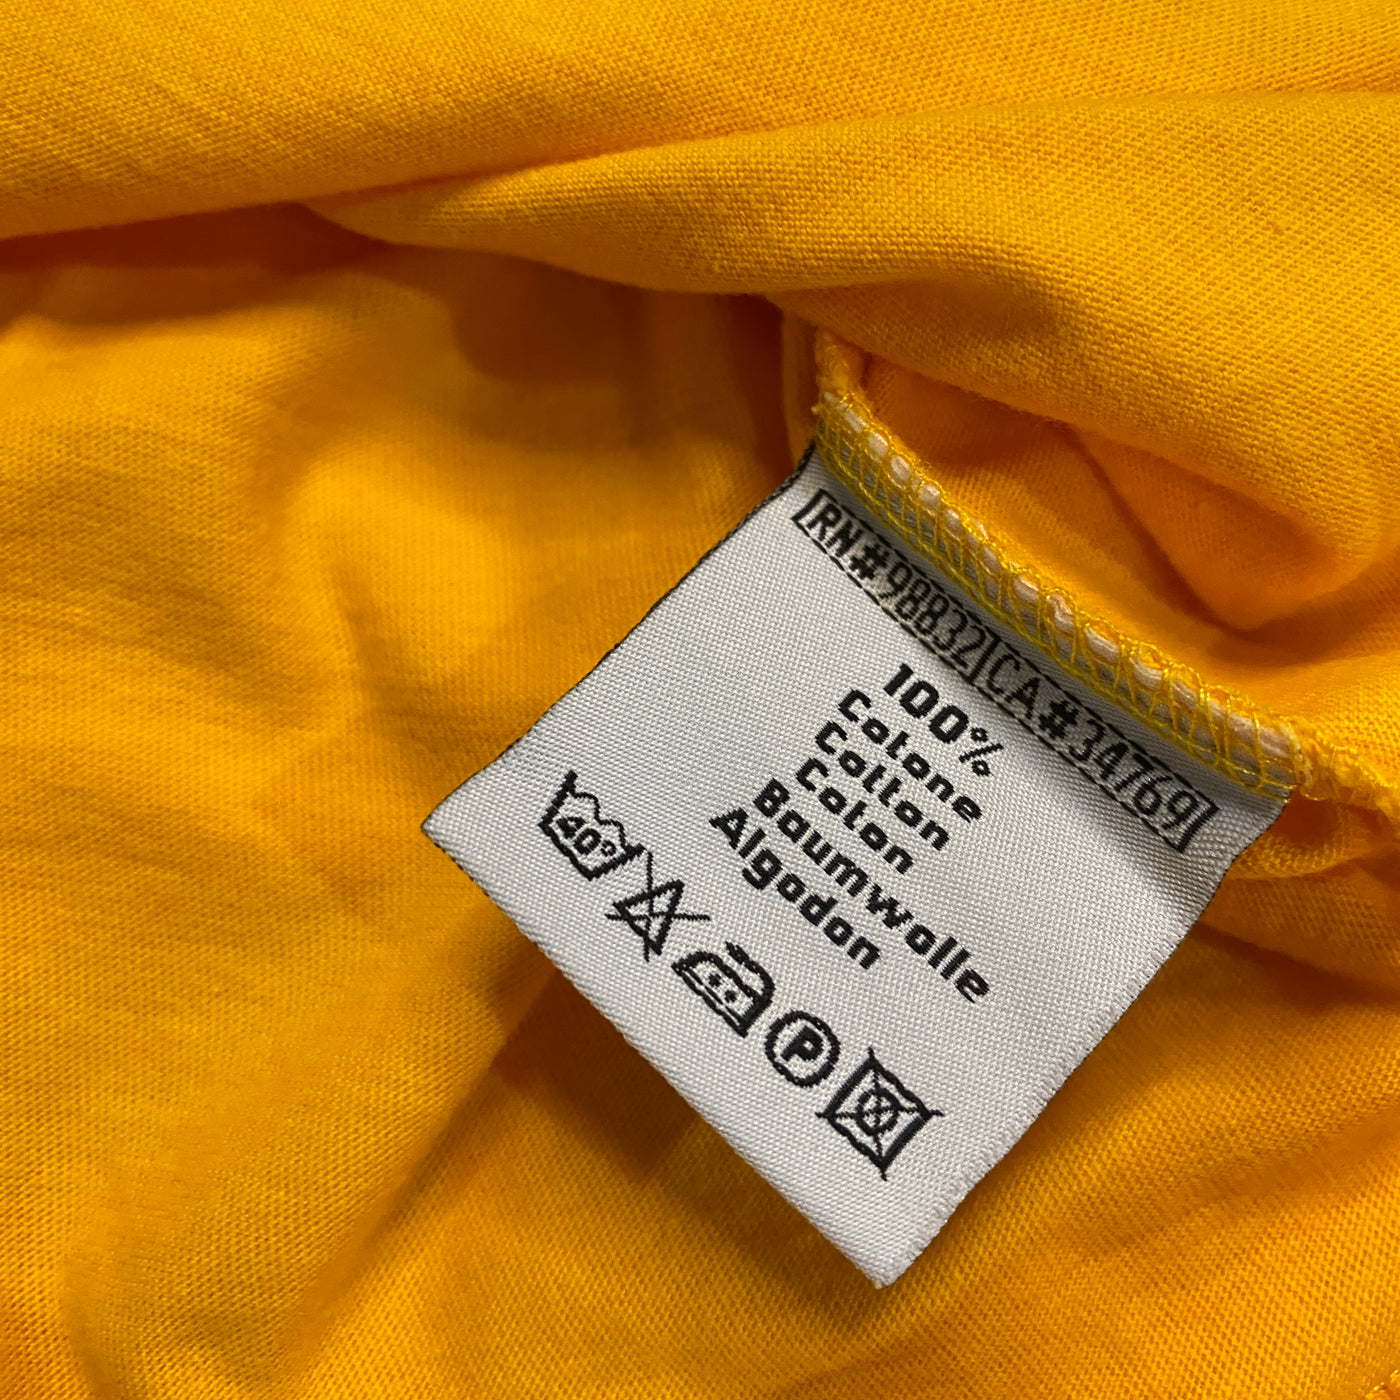 RN#98832 CA#34769
100%
Cotone
Cotton
Coton
Baumwolle
Algodon
40°
P